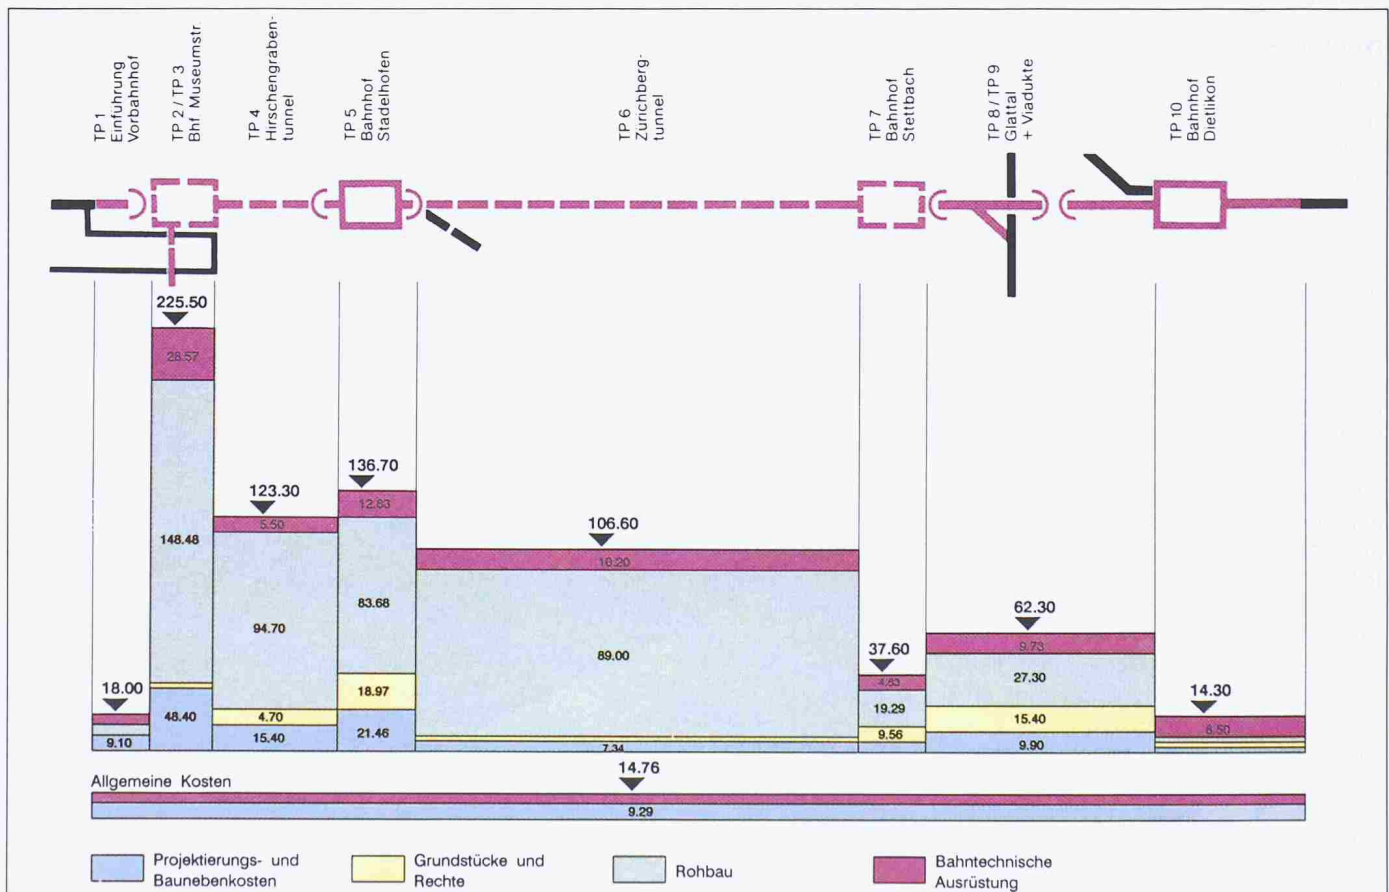 TP 1
Einführung
Vorbahnhof
TP 2 / TP 3
Bhf Museumstr.
TP 4
Hirschengraben-
tunnel
TP 5
Bahnhof
Stadelhofen
TP 6
Zürichberg-
tunnel
TP 7
Bahnhof
Stettbach
TP 8 / TP 9
Glattal
+ Viadukte
TP 10
Bahnhof
Dietlikon
225.50
28.57
148.48
48.40
18.00
9.10
123.30
5.50
94.70
4.70
15.40
136.70
12.63
83.68
18.97
21.46
106.60
10.20
89.00
7.34
37.60
4.63
19.29
9.56
62.30
9.73
27.30
15.40
9.90
14.30
8.50
Allgemeine Kosten
14.76
9.29
Projektierungs- und
Baunebenkosten
Grundstücke und
Rechte
Rohbau
Bahntechnische
Ausrüstung